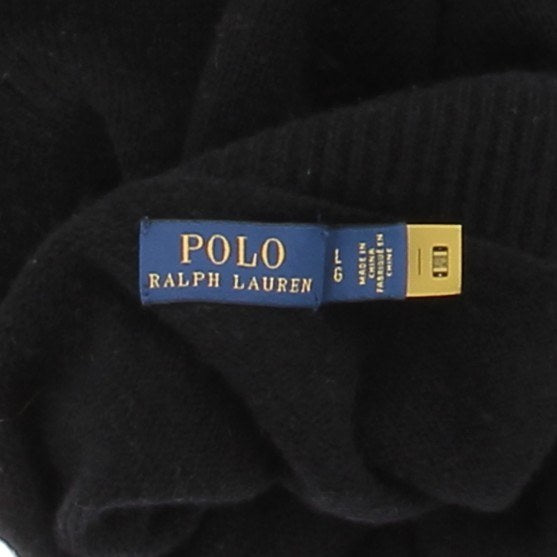 POLO
RALPH LAUREN
L
G
MADE IN
CHINA
FABRIQUÉ EN
CHINE